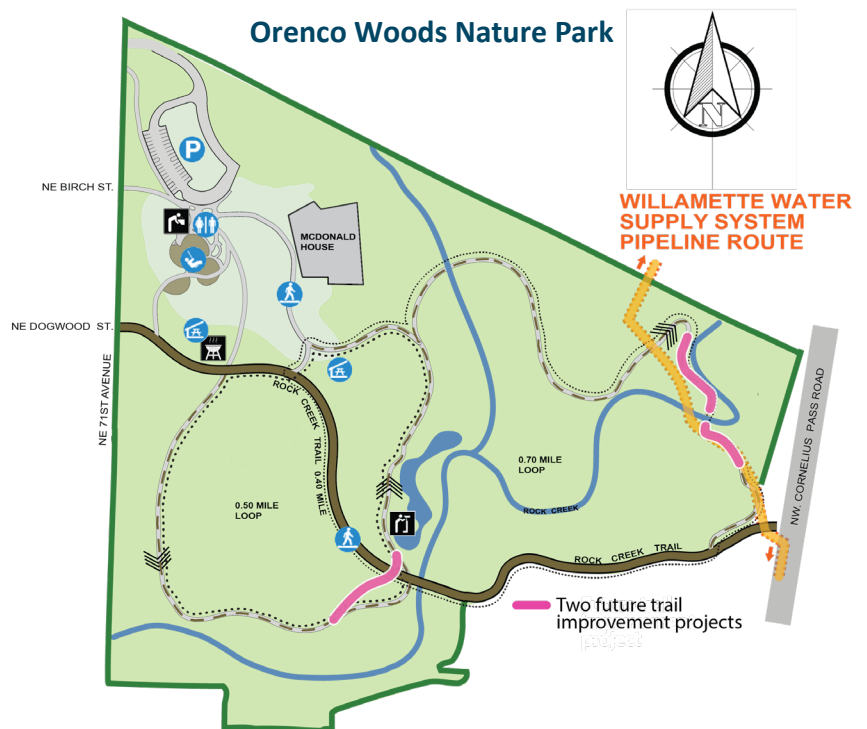 Orenco Woods Nature Park
N
WILLAMETTE WATER
SUPPLY SYSTEM
PIPELINE ROUTE
P
NE BIRCH ST.
MCDONALD
HOUSE
NE DOGWOOD ST.
NE 71ST AVENUE
ROCK CREEK TRAIL 0.40 MILE
0.50 MILE
LOOP
0.70 MILE
LOOP
ROCK CREEK
ROCK CREEK TRAIL
NW. CORNELIUS PASS ROAD
Two future trail
improvement projects
project